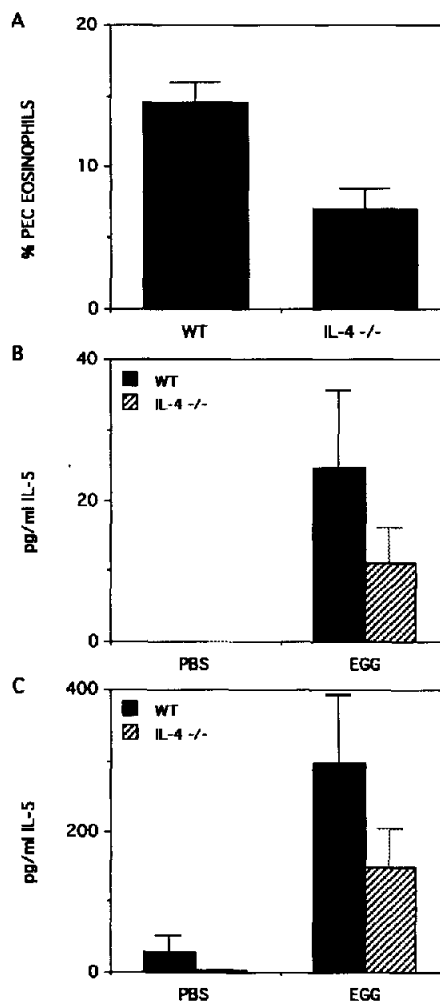 A
20
10
0
% PEC EOSINOPHILS
WT
IL-4 -/-
B
40
20
0
pg/ml IL-5
WT
IL-4 -/-
PBS
EGG
C
400
200
0
pg/ml IL-5
WT
IL-4 -/-
PBS
EGG